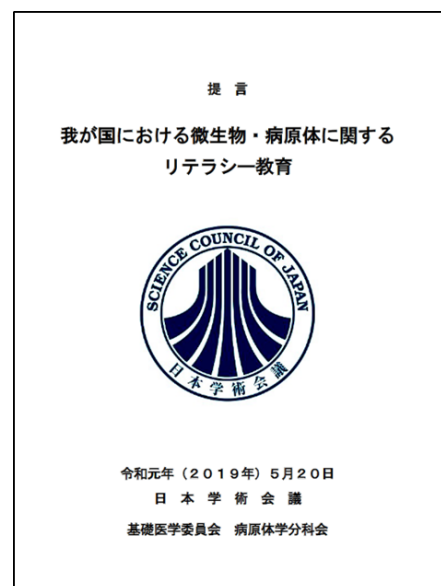 提 言
我が国における微生物・病原体に関する
リテラシー教育
SCIENCE COUNCIL OF JAPAN
日本学術会議
令和元年（２０１９年）５月２０日
日 本 学 術 会 議
基礎医学委員会 病原体学分科会